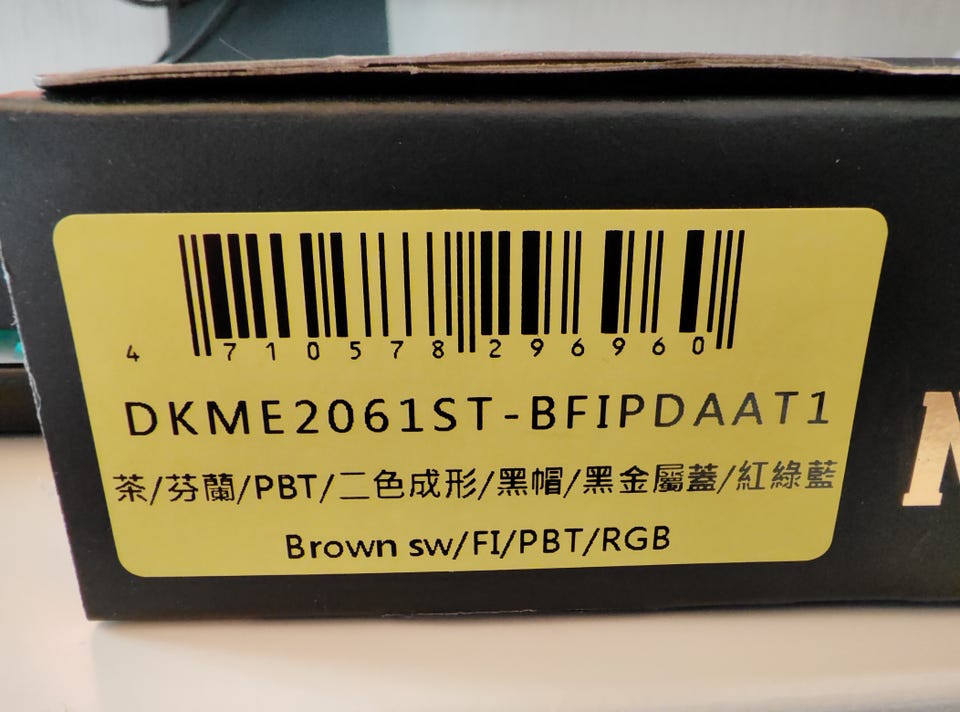 4 710578 296960
DKME2061ST-BFIPDAAT1
茶/芬蘭/PBT/二色成形/黑帽/黑金屬蓋/紅綠藍
Brown sw/FI/PBT/RGB